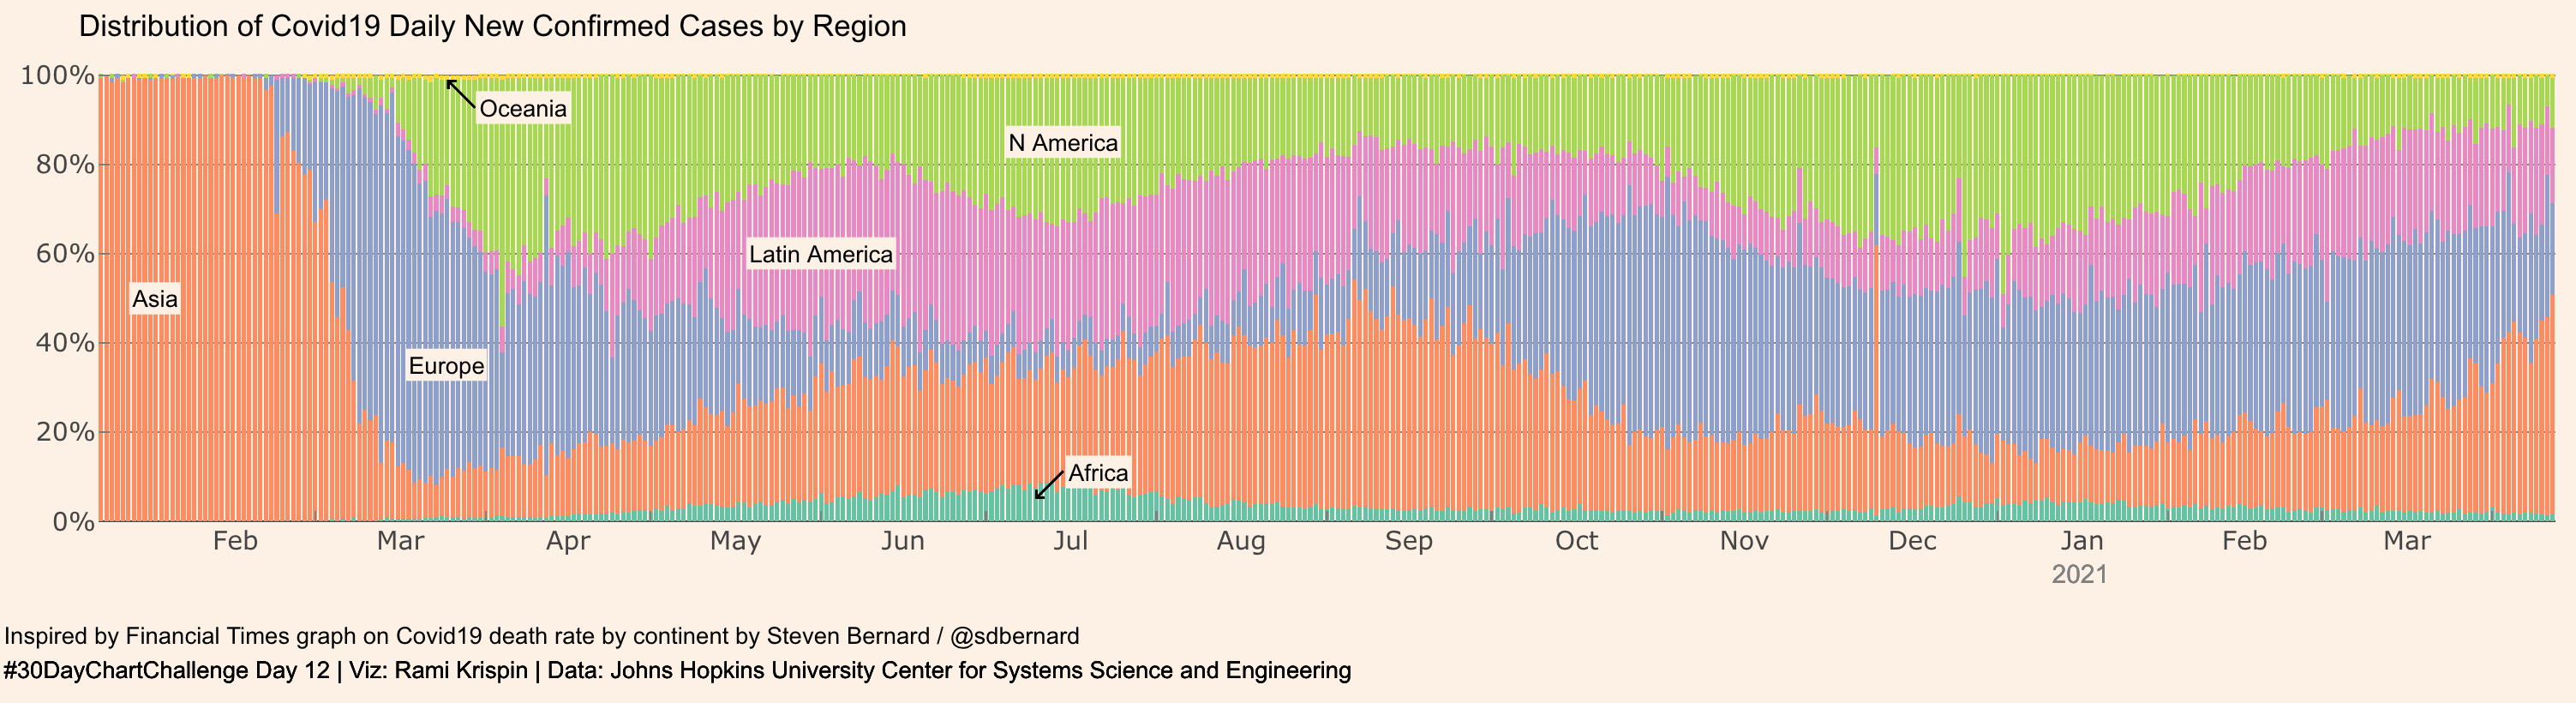 Distribution of Covid19 Daily New Confirmed Cases by Region
100%
Oceania
N America
80%
60%
Latin America
Asia
40%
Europe
20%
Africa
0%
Feb Mar Apr May Jun Jul Aug Sep Oct Nov Dec Jan Feb Mar
2021
Inspired by Financial Times graph on Covid19 death rate by continent by Steven Bernard / @sdbernard
#30DayChartChallenge Day 12 | Viz: Rami Krispin | Data: Johns Hopkins University Center for Systems Science and Engineering